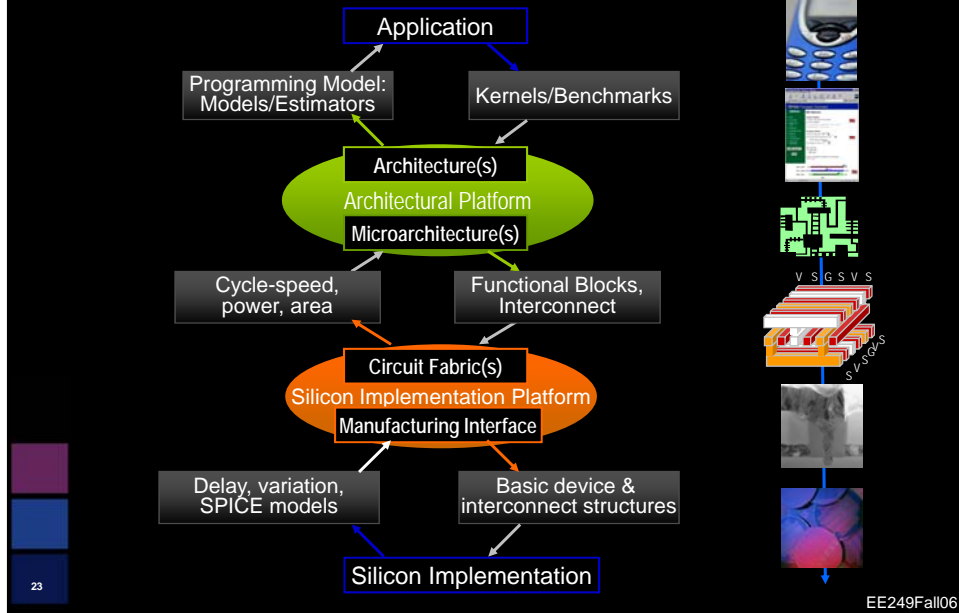 Application
Programming Model:
Models/Estimators
Kernels/Benchmarks
Architecture(s)
Architectural Platform
Microarchitecture(s)
Cycle-speed,
power, area
Functional Blocks,
Interconnect
Circuit Fabric(s)
Silicon Implementation Platform
Manufacturing Interface
Delay, variation,
SPICE models
Basic device &
interconnect structures
Silicon Implementation
V S G S V S
S V S G V S
23
EE249Fall06